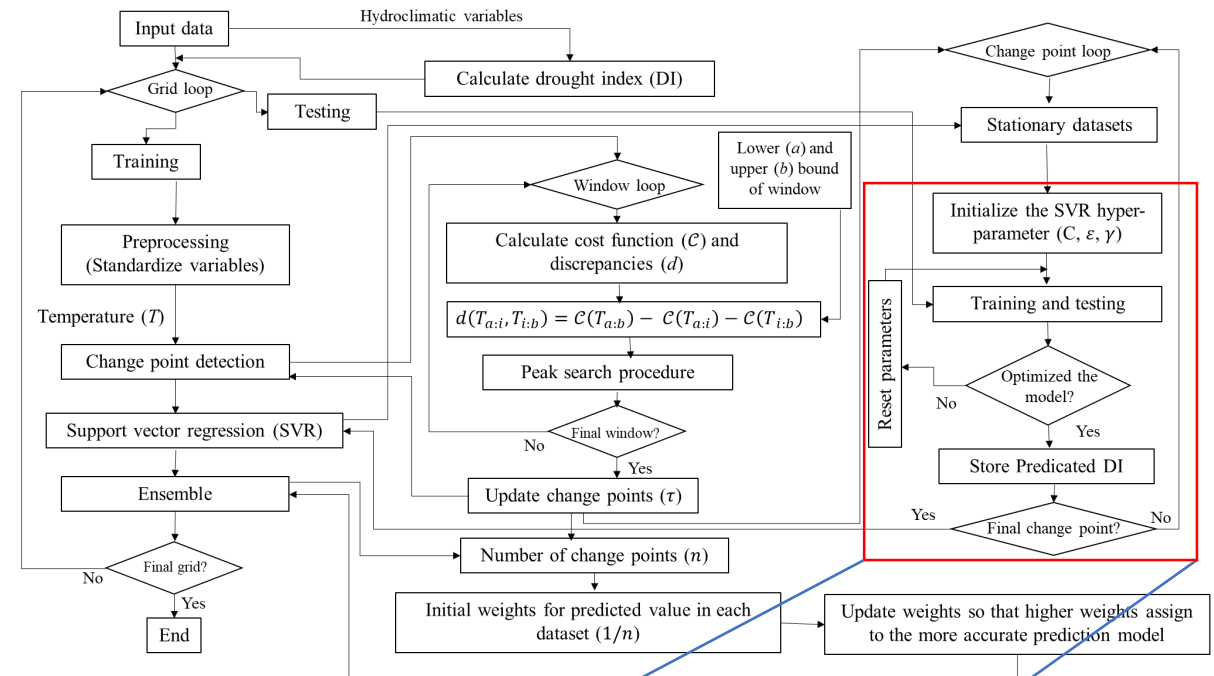 Input data
Hydroclimatic variables
Calculate drought index (DI)
Grid loop
Testing
Training
Preprocessing
(Standardize variables)
Temperature (T)
Change point detection
Support vector regression (SVR)
Ensemble
Final grid?
No
Yes
End
Window loop
Lower (a) and
upper (b) bound
of window
Calculate cost function (𝒞) and
discrepancies (d)
d(T_{a:i}, T_{i:b}) = 𝒞(T_{a:b}) − 𝒞(T_{a:i}) − 𝒞(T_{i:b})
Peak search procedure
Final window?
No
Yes
Update change points (τ)
Number of change points (n)
Initial weights for predicted value in each
dataset (1/n)
Update weights so that higher weights assign
to the more accurate prediction model
Change point loop
Stationary datasets
Initialize the SVR hyper-
parameter (C, ε, γ)
Training and testing
Reset parameters
Optimized the
model?
No
Yes
Store Predicated DI
Final change point?
Yes
No